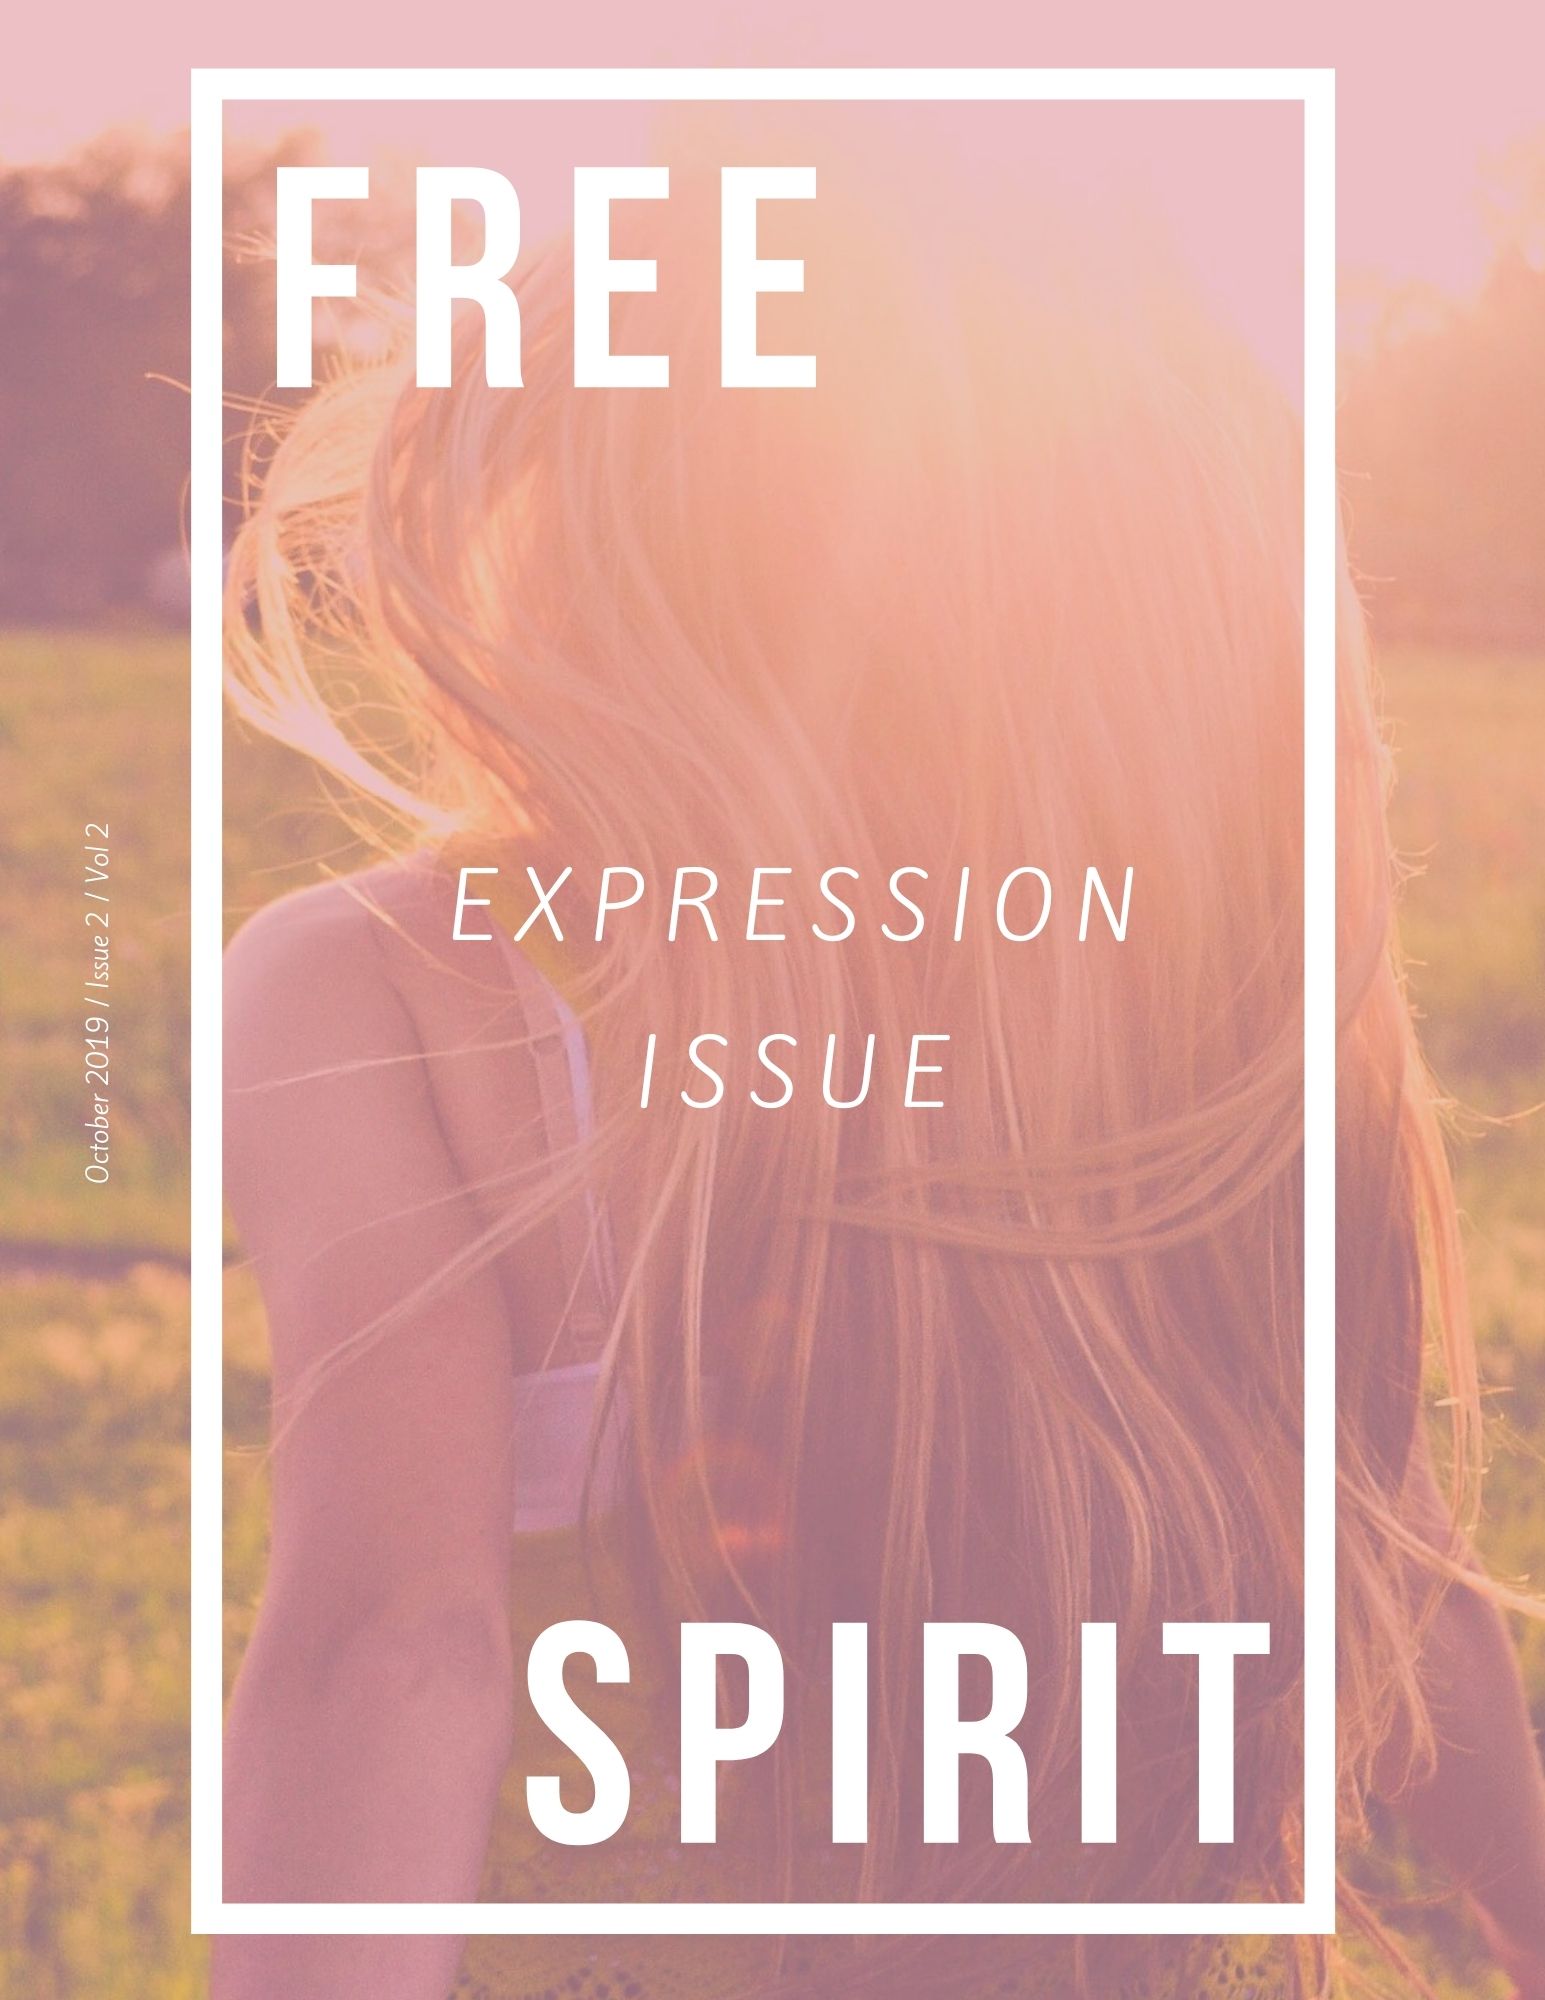 FREE
EXPRESSION
ISSUE
SPIRIT
October 2019 / Issue 2 / Vol 2